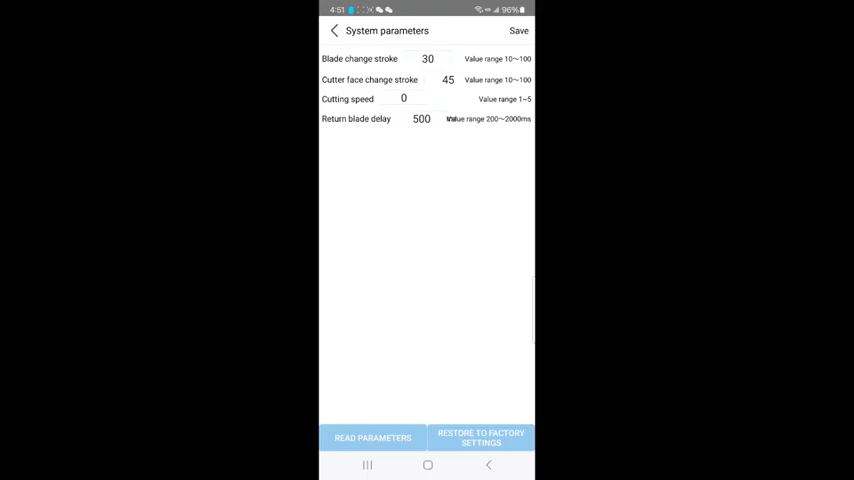 4:51 96%
System parameters Save
Blade change stroke 30 Value range 10～100
Cutter face change stroke 45 Value range 10～100
Cutting speed 0 Value range 1~5
Return blade delay 500 Value range 200～2000ms
READ PARAMETERS RESTORE TO FACTORY
SETTINGS